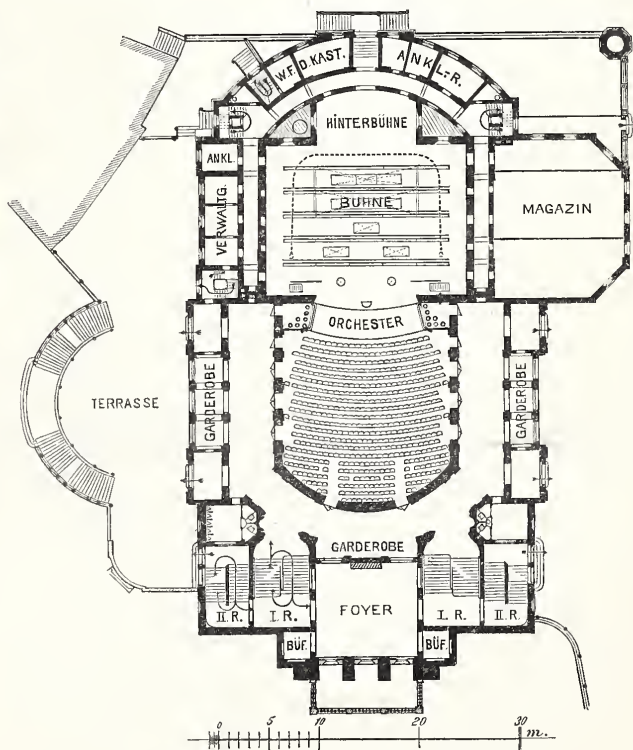 W.F. D.KAST. ANKL=R.
HINTERBÜHNE
ANKL.
VERWALTG.
BÜHNE
MAGAZIN
ORCHESTER
TERRASSE
GARDEROBE
GARDEROBE
GARDEROBE
FOYER
II.R. I.R. I.R. II.R.
BÜF. BÜF.
0 5 10 20 30 m.